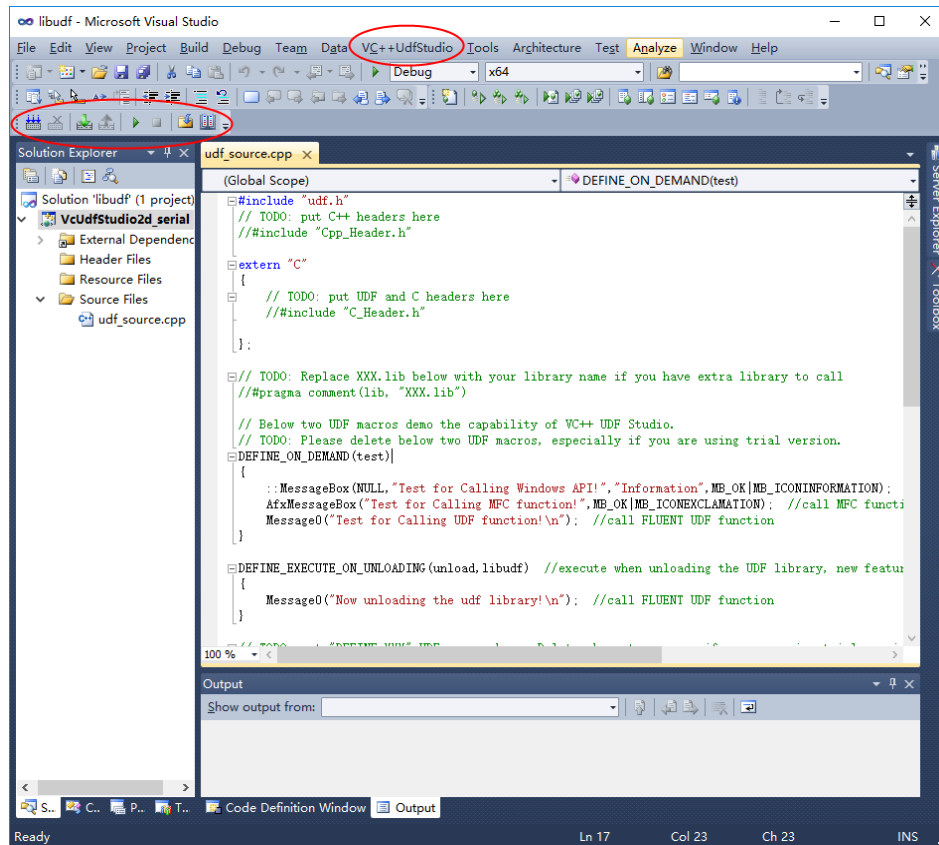 libudf - Microsoft Visual Studio
File Edit View Project Build Debug Team Data VC++UdfStudio Tools Architecture Test Analyze Window Help
Debug x64
Solution Explorer
udf_source.cpp
(Global Scope) DEFINE_ON_DEMAND(test)
Solution 'libudf' (1 project)
VcUdfStudio2d_serial
External Dependenc
Header Files
Resource Files
Source Files
udf_source.cpp
#include "udf.h"
// TODO: put C++ headers here
//#include "Cpp_Header.h"
extern "C"
{
// TODO: put UDF and C headers here
//#include "C_Header.h"
};
// TODO: Replace XXX.lib below with your library name if you have extra library to call
//#pragma comment(lib, "XXX.lib")
// Below two UDF macros demo the capability of VC++ UDF Studio.
// TODO: Please delete below two UDF macros, especially if you are using trial version.
DEFINE_ON_DEMAND(test)
{
::MessageBox(NULL,"Test for Calling Windows API!","Information",MB_OK|MB_ICONINFORMATION);
AfxMessageBox("Test for Calling MFC function!",MB_OK|MB_ICONEXCLAMATION); //call MFC functi
Message0("Test for Calling UDF function!\n"); //call FLUENT UDF function
}
DEFINE_EXECUTE_ON_UNLOADING(unload,libudf) //execute when unloading the UDF library, new featur
{
Message0("Now unloading the udf library!\n"); //call FLUENT UDF function
}
100 %
Output
Show output from:
S... C... P... T... Code Definition Window Output
Ready Ln 17 Col 23 Ch 23 INS
Server Explorer
Toolbox